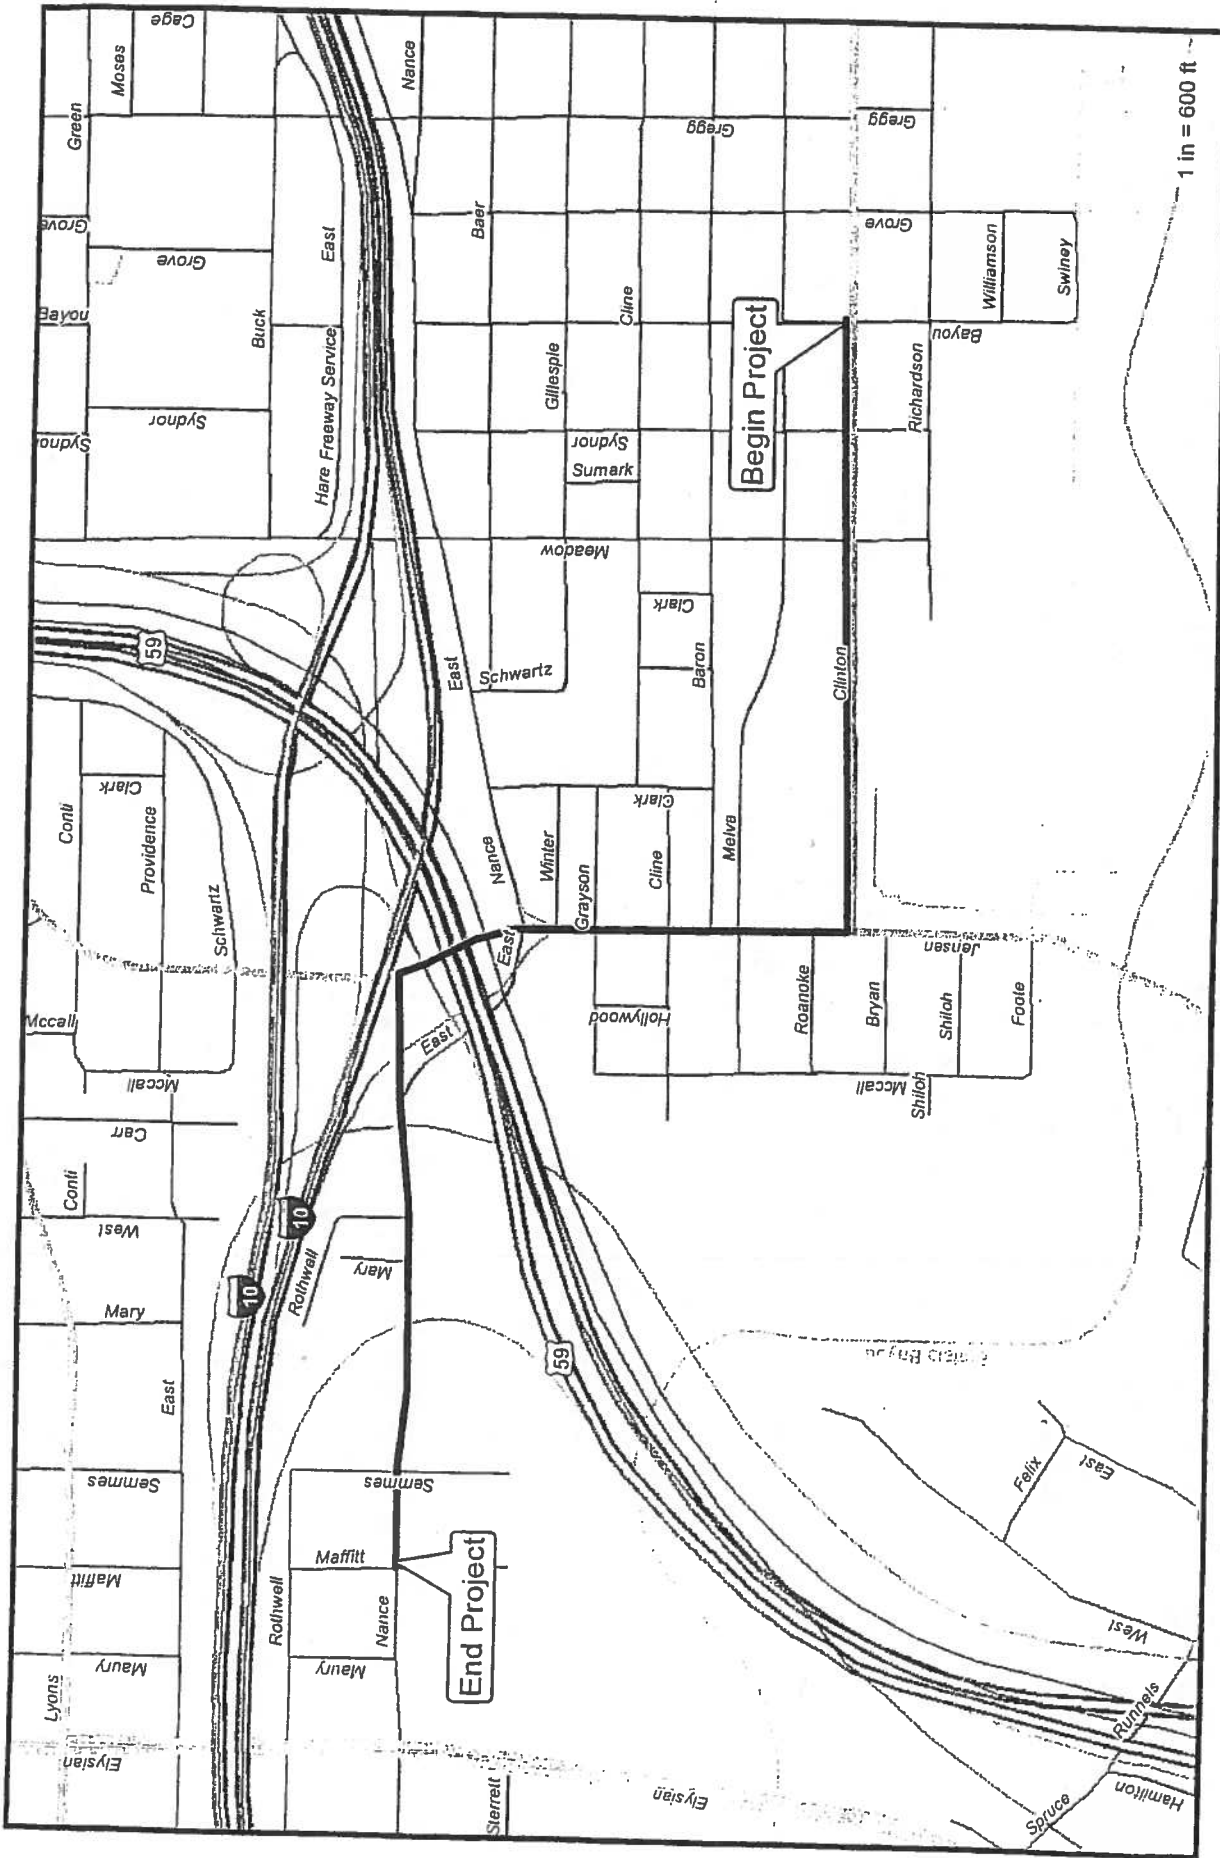 Cage
Moses
Green
Grove
Grove
Bayou
Buck
East
Sydnor
Sydnor
Hare Freeway Service
Nance
Gregg
Gregg
Baer
Cline
Grove
Williamson
Swiney
1 in = 600 ft
Begin Project
Bayou
Richardson
Gillespie
Sydnor
Sumark
Meadow
59
East
Schwartz
Clark
Baron
Clinton
Conti
Clark
Providence
Schwartz
Nance
Winter
Grayson
Clark
Cline
Melva
East
East
Jensen
Mccall
Mccall
Hollywood
Roanoke
Bryan
Shiloh
Foote
Mccall
Shiloh
Carr
Conti
West
10
10
Rothwell
Mary
Mary
East
59
Semmes
Semmes
Maffitt
Maffitt
End Project
Rothwell
Nance
Maury
Maury
Lyons
Elysian
Elysian
Sterrett
Felix
East
West
Runnels
Hamilton
Spruce